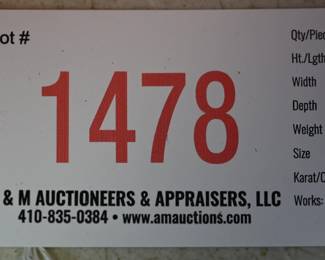 ot #
1478
& M AUCTIONEERS & APPRAISERS, LLC
410-835-0384 • www.amauctions.com
Qty/Piec
Ht./Lgth
Width
Depth
Weight
Size
Karat/C
Works: